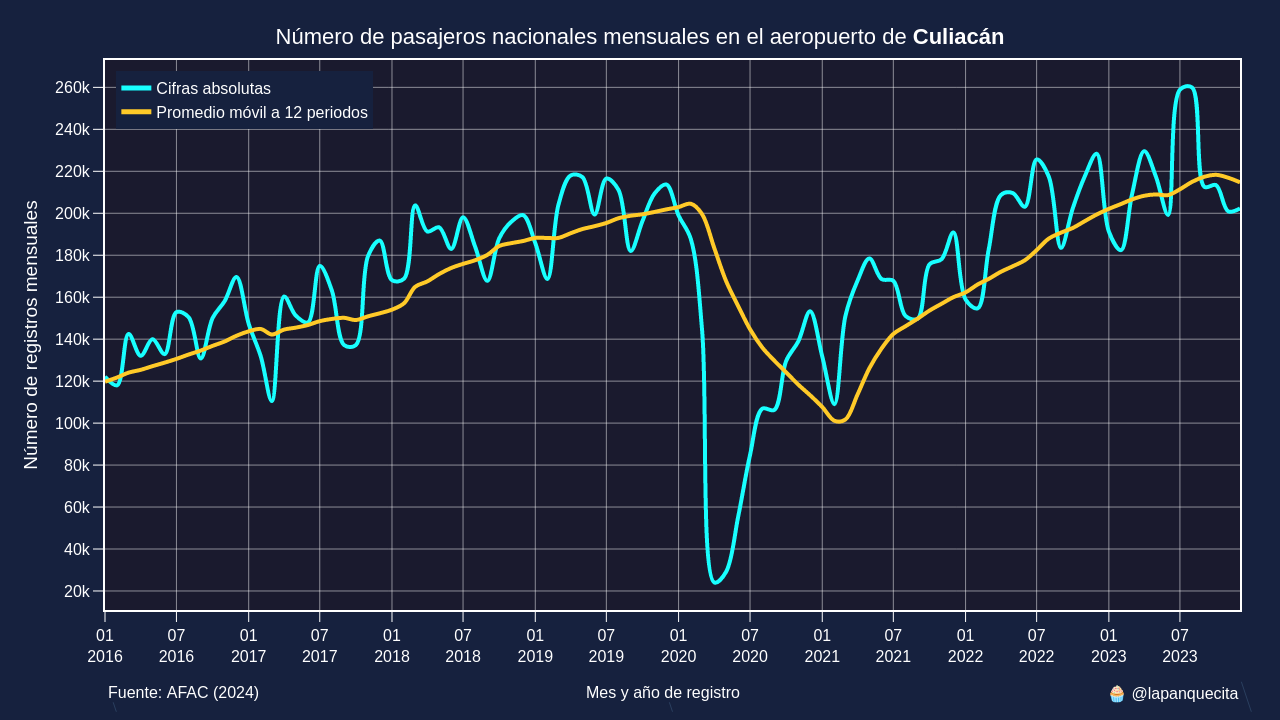 Número de pasajeros nacionales mensuales en el aeropuerto de Culiacán
Cifras absolutas
Promedio móvil a 12 periodos
Número de registros mensuales
260k
240k
220k
200k
180k
160k
140k
120k
100k
80k
60k
40k
20k
01 07 01 07 01 07 01 07 01 07 01 07 01 07 01 07
2016 2016 2017 2017 2018 2018 2019 2019 2020 2020 2021 2021 2022 2022 2023 2023
Fuente: AFAC (2024)
Mes y año de registro
🧁 @lapanquecita